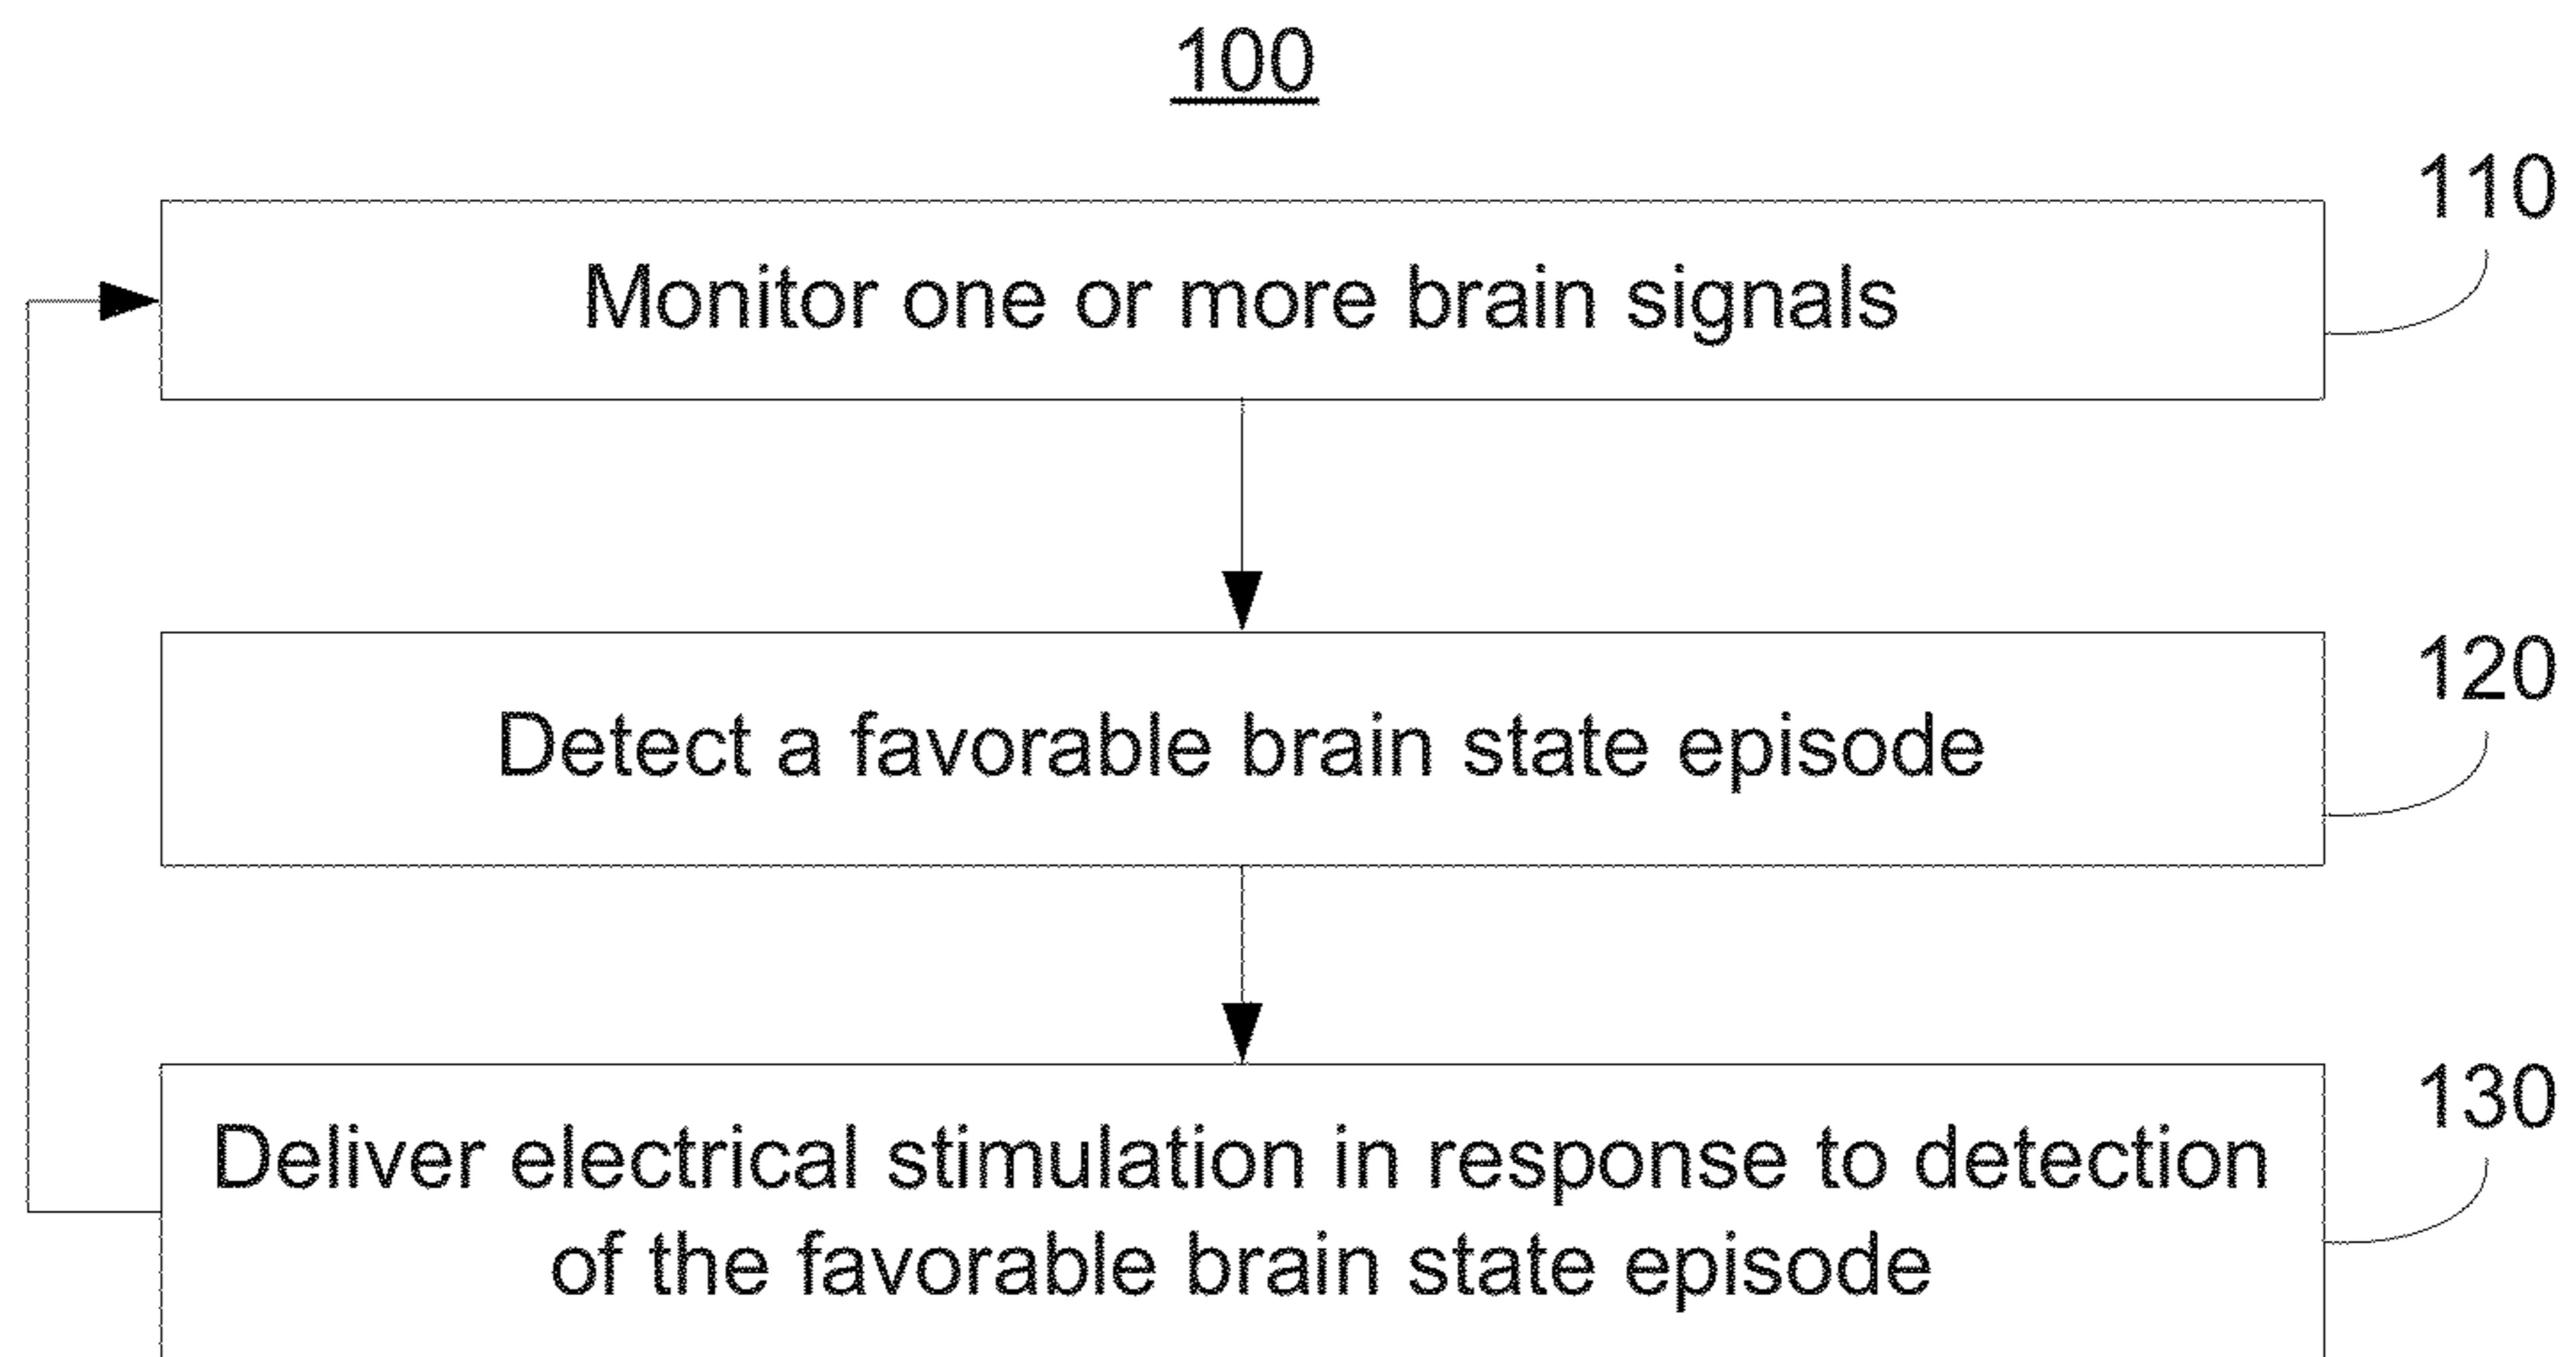 100
110
Monitor one or more brain signals
120
Detect a favorable brain state episode
130
Deliver electrical stimulation in response to detection
of the favorable brain state episode